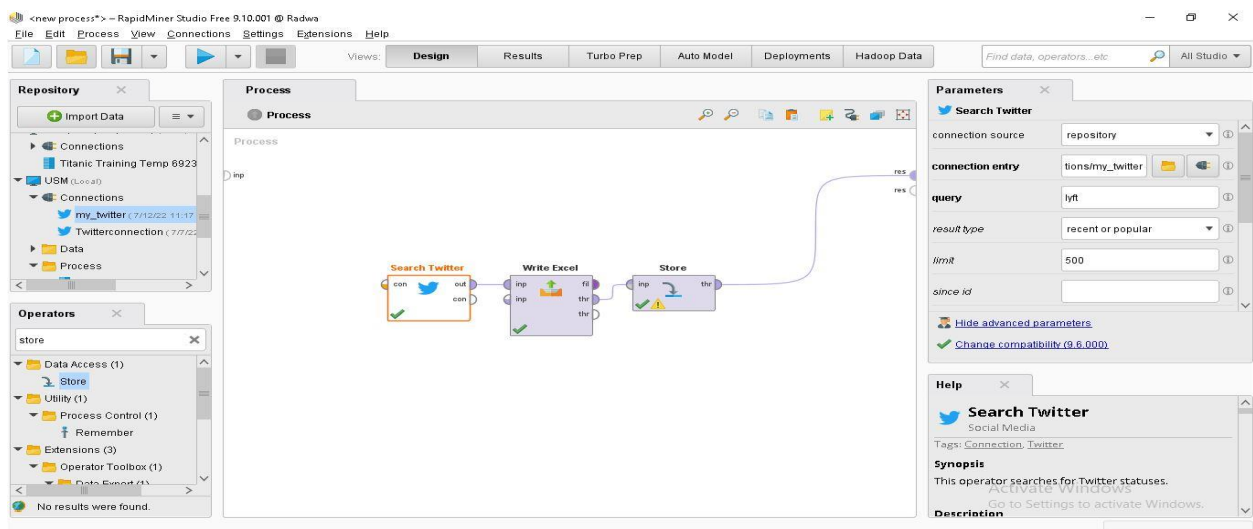 <new process*> – RapidMiner Studio Free 9.10.001 @ Radwa
File Edit Process View Connections Settings Extensions Help
Views: Design Results Turbo Prep Auto Model Deployments Hadoop Data Find data, operators...etc All Studio
Repository
Import Data
Connections
Titanic Training Temp 6923
USM (Local)
Connections
my_twitter (7/12/22 11:17
Twitterconnection (7/7/22
Data
Process
Operators
store
Data Access (1)
Store
Utility (1)
Process Control (1)
Remember
Extensions (3)
Operator Toolbox (1)
Data Export (1)
No results were found.
Process
Process
Process
inp
res
res
Search Twitter
con out
con
Write Excel
inp fil
inp thr
thr
Store
inp thr
Parameters
Search Twitter
connection source repository
connection entry tions/my_twitter
query lyft
result type recent or popular
limit 500
since id
Hide advanced parameters
Change compatibility (9.6.000)
Help
Search Twitter
Social Media
Tags: Connection, Twitter
Synopsis
This operator searches for Twitter statuses.
Activate Windows
Go to Settings to activate Windows.
Description